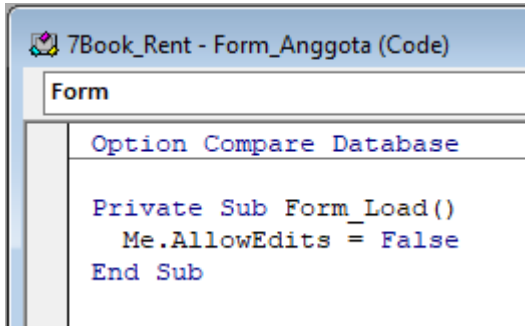 7Book_Rent - Form_Anggota (Code)
Form
Option Compare Database
Private Sub Form_Load()
Me.AllowEdits = False
End Sub